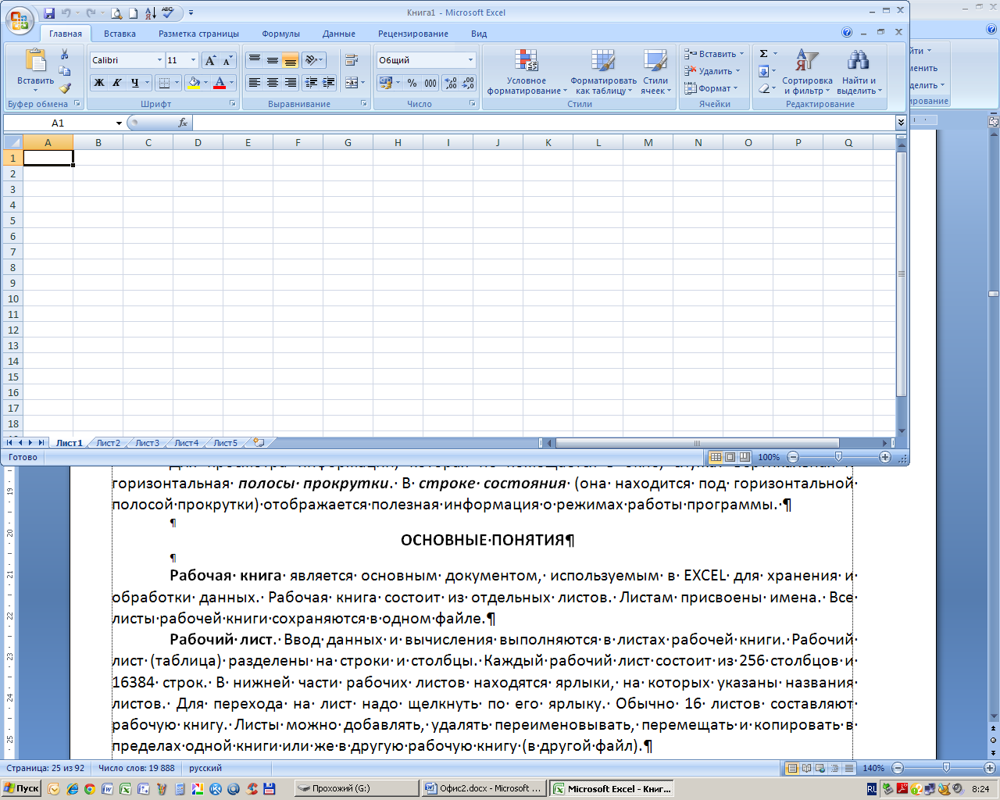 Книга1 - Microsoft Excel
Главная Вставка Разметка страницы Формулы Данные Рецензирование Вид
Вставить
Calibri 11
Ж К Ч
Общий
% 000
Условное форматирование
Форматировать как таблицу
Стили ячеек
Вставить
Удалить
Формат
Σ
Сортировка и фильтр
Найти и выделить
Буфер обмена Шрифт Выравнивание Число Стили Ячейки Редактирование
A1 fx
A B C D E F G H I J K L M N O P Q
1
2
3
4
5
6
7
8
9
10
11
12
13
14
15
16
17
18
Лист1 Лист2 Лист3 Лист4 Лист5
Готово 100%
горизонтальная полосы прокрутки. В строке состояния (она находится под горизонтальной
полосой прокрутки) отображается полезная информация о режимах работы программы. ¶
¶
ОСНОВНЫЕ ПОНЯТИЯ¶
¶
Рабочая книга является основным документом, используемым в EXCEL для хранения и
обработки данных. Рабочая книга состоит из отдельных листов. Листам присвоены имена. Все
листы рабочей книги сохраняются в одном файле.¶
Рабочий лист. Ввод данных и вычисления выполняются в листах рабочей книги. Рабочий
лист (таблица) разделены на строки и столбцы. Каждый рабочий лист состоит из 256 столбцов и
16384 строк. В нижней части рабочих листов находятся ярлыки, на которых указаны названия
листов. Для перехода на лист надо щелкнуть по его ярлыку. Обычно 16 листов составляют
рабочую книгу. Листы можно добавлять, удалять переименовывать, перемещать и копировать в
пределах одной книги или же в другую рабочую книгу (в другой файл).¶
Страница: 25 из 92 Число слов: 19 888 русский 140%
Пуск Прохожий (G:) Офис2.docx - Microsoft ... Microsoft Excel - Книг... RU 8:24